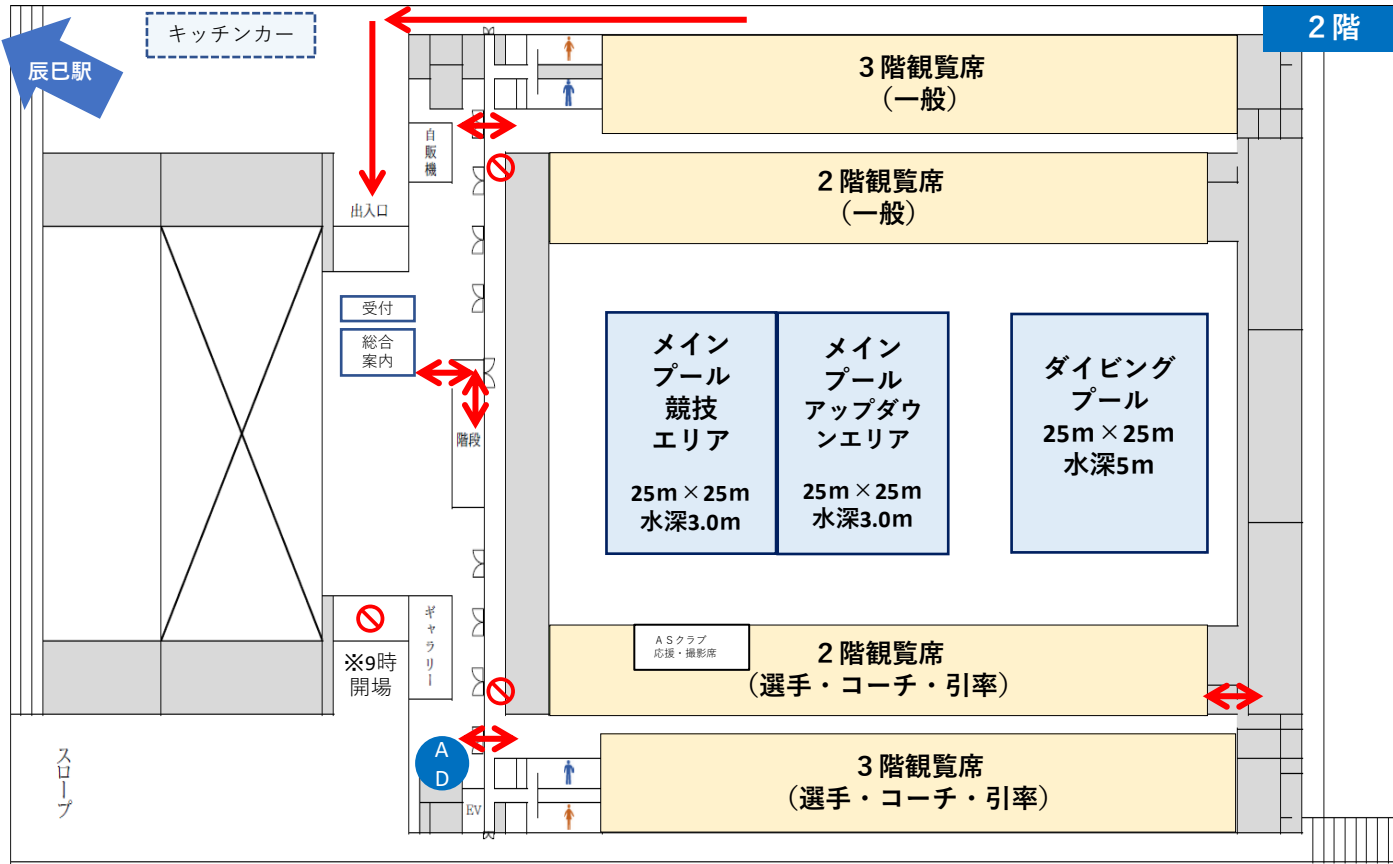 キッチンカー
2階
辰巳駅
3階観覧席
（一般）
自
販
機
2階観覧席
（一般）
出入口
受付
総合
案内
メイン
プール
競技
エリア
25m×25m
水深3.0m
メイン
プール
アップダウ
ンエリア
25m×25m
水深3.0m
ダイビング
プール
25m×25m
水深5m
階段
ギャラリー
※9時
開場
ASクラブ
応援・撮影席
2階観覧席
（選手・コーチ・引率）
A
D
3階観覧席
（選手・コーチ・引率）
スロープ
EV